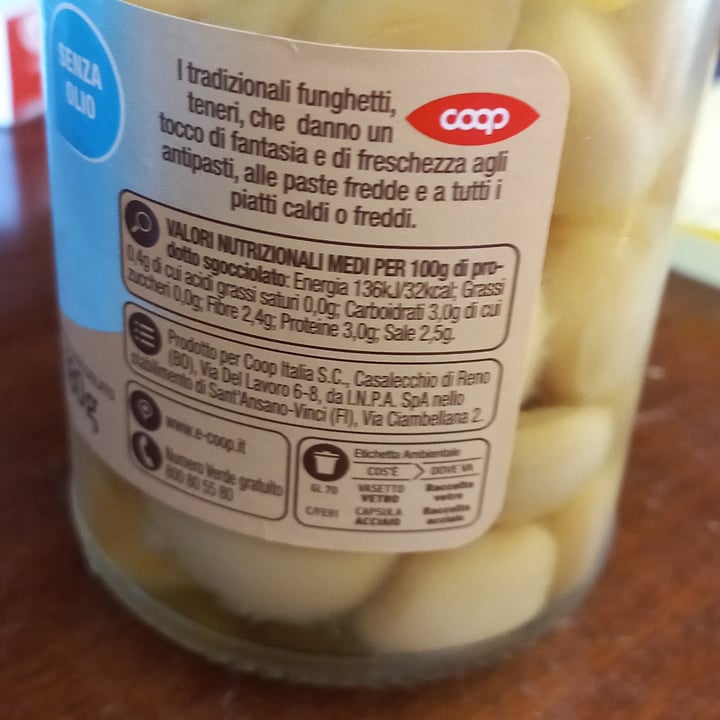 SENZA
OLIO
I tradizionali funghetti,
teneri, che danno un
tocco di fantasia e di freschezza agli
antipasti, alle paste fredde e a tutti i
piatti caldi o freddi.
coop
VALORI NUTRIZIONALI MEDI PER 100g di pro-
dotto sgocciolato: Energia 136kJ/32kcal; Grassi
0,4g di cui acidi grassi saturi 0,0g; Carboidrati 3,0g di cui
zuccheri 0,0g; Fibre 2,4g; Proteine 3,0g; Sale 2,5g.
Prodotto per Coop Italia S.C., Casalecchio di Reno
(BO), Via Del Lavoro 6-8, da I.N.P.A. SpA nello
stabilimento di Sant'Ansano-Vinci (FI), Via Ciambellana 2.
www.e-coop.it
Numero Verde gratuito
800 80 55 80
Etichetta Ambientale
COS'È DOVE VA
GL 70 VASETTO VETRO Raccolta vetro
C/FE91 CAPSULA ACCIAIO Raccolta acciaio